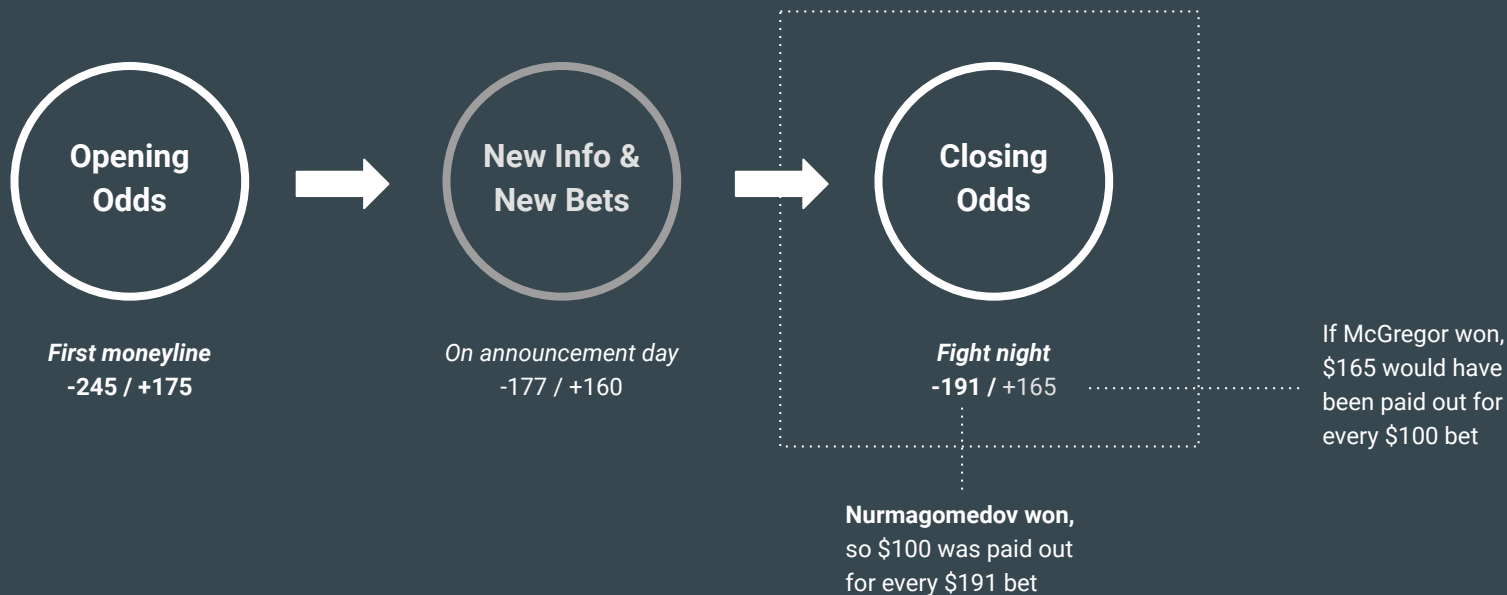 Opening
Odds
New Info &
New Bets
Closing
Odds
First moneyline
-245 / +175
On announcement day
-177 / +160
Fight night
-191 / +165
If McGregor won,
$165 would have
been paid out for
every $100 bet
Nurmagomedov won,
so $100 was paid out
for every $191 bet